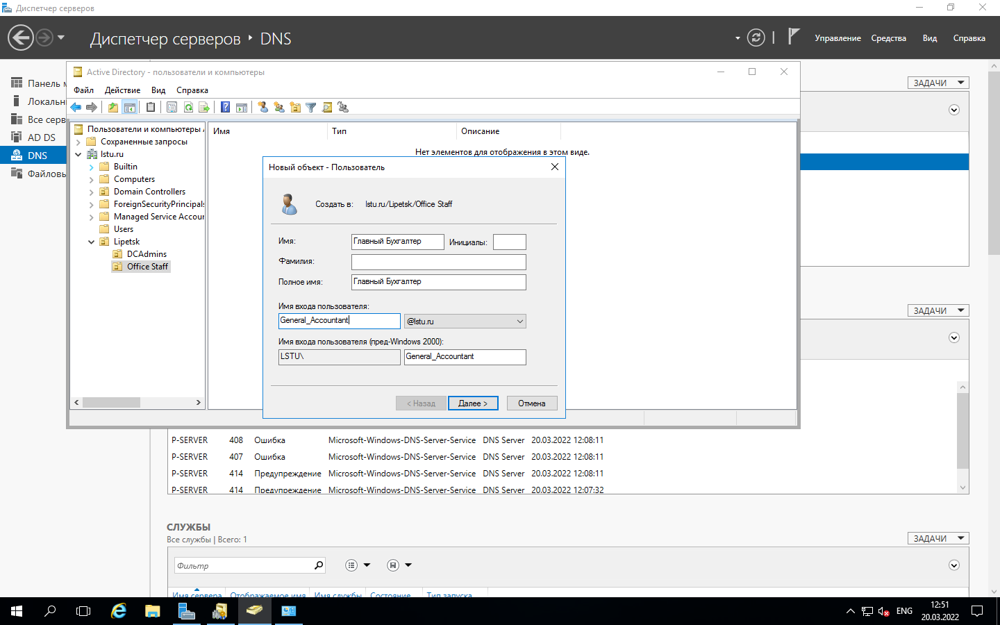 Диспетчер серверов
Диспетчер серверов ‣ DNS
Управление Средства Вид Справка
Панель м
Локальн
Все серв
AD DS
DNS
Файловы
Active Directory - пользователи и компьютеры
Файл Действие Вид Справка
Пользователи и компьютеры
Сохраненные запросы
lstu.ru
Builtin
Computers
Domain Controllers
ForeignSecurityPrincipals
Managed Service Accour
Users
Lipetsk
DCAdmins
Office Staff
Имя Тип Описание
Нет элементов для отображения в этом виде.
Новый объект - Пользователь
Создать в: lstu.ru/Lipetsk/Office Staff
Имя: Главный Бухгалтер Инициалы:
Фамилия:
Полное имя: Главный Бухгалтер
Имя входа пользователя:
General_Accountant @lstu.ru
Имя входа пользователя (пред-Windows 2000):
LSTU\ General_Accountant
< Назад Далее > Отмена
ЗАДАЧИ
ЗАДАЧИ
P-SERVER 408 Ошибка Microsoft-Windows-DNS-Server-Service DNS Server 20.03.2022 12:08:11
P-SERVER 407 Ошибка Microsoft-Windows-DNS-Server-Service DNS Server 20.03.2022 12:08:11
P-SERVER 414 Предупреждение Microsoft-Windows-DNS-Server-Service DNS Server 20.03.2022 12:08:11
P-SERVER 414 Предупреждение Microsoft-Windows-DNS-Server-Service DNS Server 20.03.2022 12:07:32
СЛУЖБЫ
Все службы | Всего: 1
ЗАДАЧИ
Фильтр
Имя сервера Отображаемое имя Имя службы Состояние Тип запуска
ENG
12:51
20.03.2022